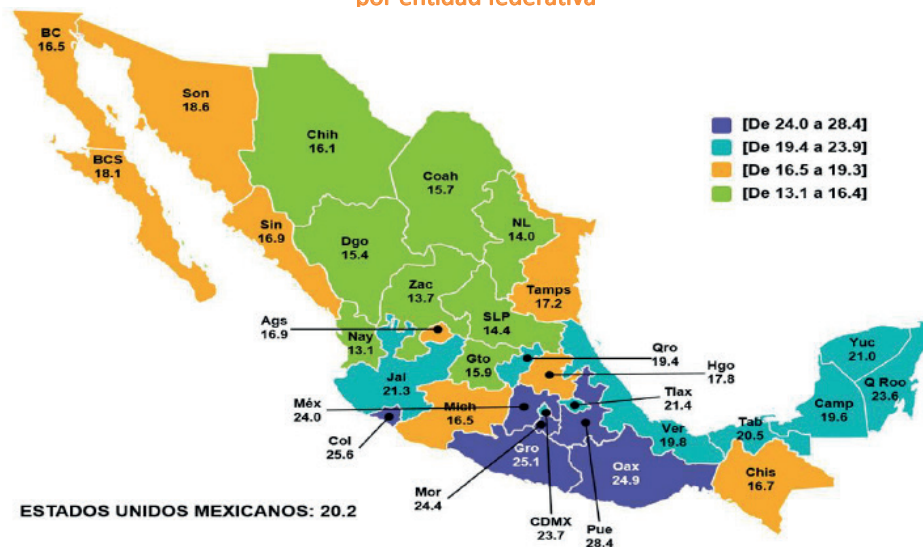 por entidad federativa
BC
16.5
Son
18.6
Chih
16.1
[De 24.0 a 28.4]
[De 19.4 a 23.9]
[De 16.5 a 19.3]
[De 13.1 a 16.4]
BCS
18.1
Coah
15.7
Sin
16.9
NL
14.0
Dgo
15.4
Tamps
17.2
Zac
13.7
SLP
14.4
Ags
16.9
Nay
13.1
Gto
15.9
Qro
19.4
Hgo
17.8
Yuc
21.0
Q Roo
23.6
Jal
21.3
Tlax
21.4
Camp
19.6
Méx
24.0
Mich
16.5
Ver
19.8
Tab
20.5
Col
25.6
Gro
25.1
Oax
24.9
Chis
16.7
Mor
24.4
CDMX
23.7
Pue
28.4
ESTADOS UNIDOS MEXICANOS: 20.2